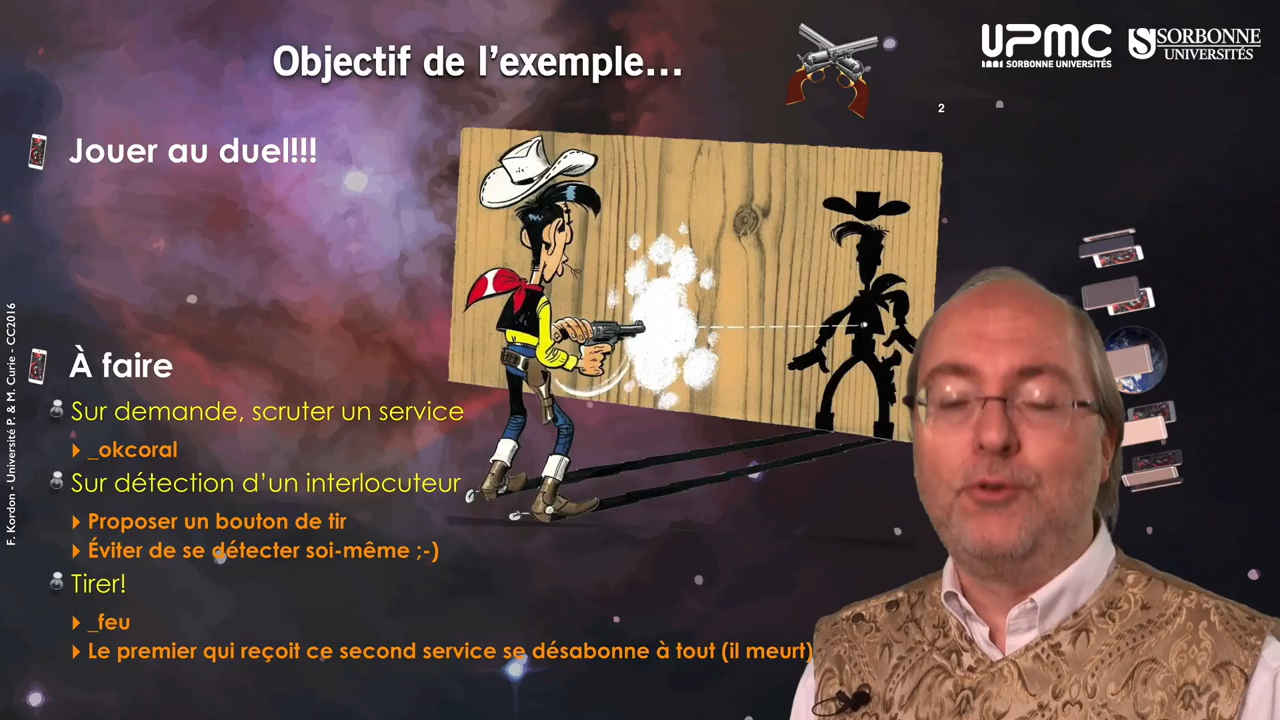 Objectif de l'exemple...
UPMC
SORBONNE UNIVERSITÉS
SORBONNE
UNIVERSITÉS
2
Jouer au duel!!!
À faire
Sur demande, scruter un service
_okcoral
Sur détection d'un interlocuteur
Proposer un bouton de tir
Éviter de se détecter soi-même ;-)
Tirer!
_feu
Le premier qui reçoit ce second service se désabonne à tout (il meurt)
F. Kordon - Université P. & M. Curie - CC2016